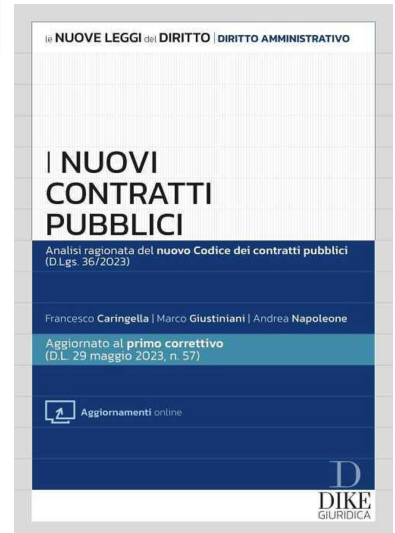 le NUOVE LEGGI del DIRITTO | DIRITTO AMMINISTRATIVO
I NUOVI
CONTRATTI
PUBBLICI
Analisi ragionata del nuovo Codice dei contratti pubblici
(D.Lgs. 36/2023)
Francesco Caringella | Marco Giustiniani | Andrea Napoleone
Aggiornato al primo correttivo
(D.L. 29 maggio 2023, n. 57)
Aggiornamenti online
D
DIKE
GIURIDICA